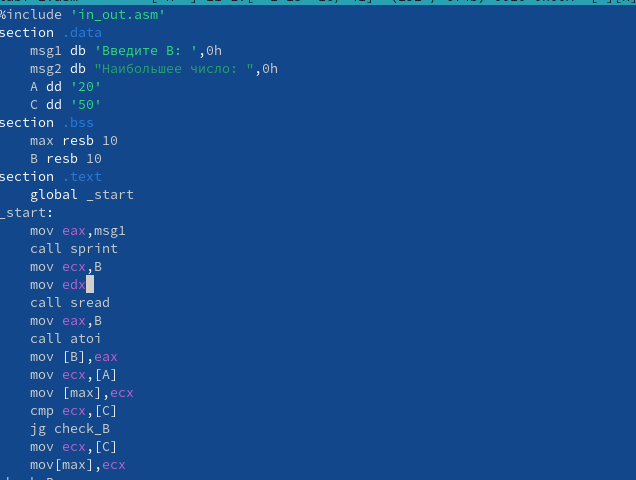 %include 'in_out.asm'
section .data
msg1 db 'Введите B: ',0h
msg2 db "Наибольшее число: ",0h
A dd '20'
C dd '50'
section .bss
max resb 10
B resb 10
section .text
global _start
_start:
mov eax,msg1
call sprint
mov ecx,B
mov edx
call sread
mov eax,B
call atoi
mov [B],eax
mov ecx,[A]
mov [max],ecx
cmp ecx,[C]
jg check_B
mov ecx,[C]
mov[max],ecx